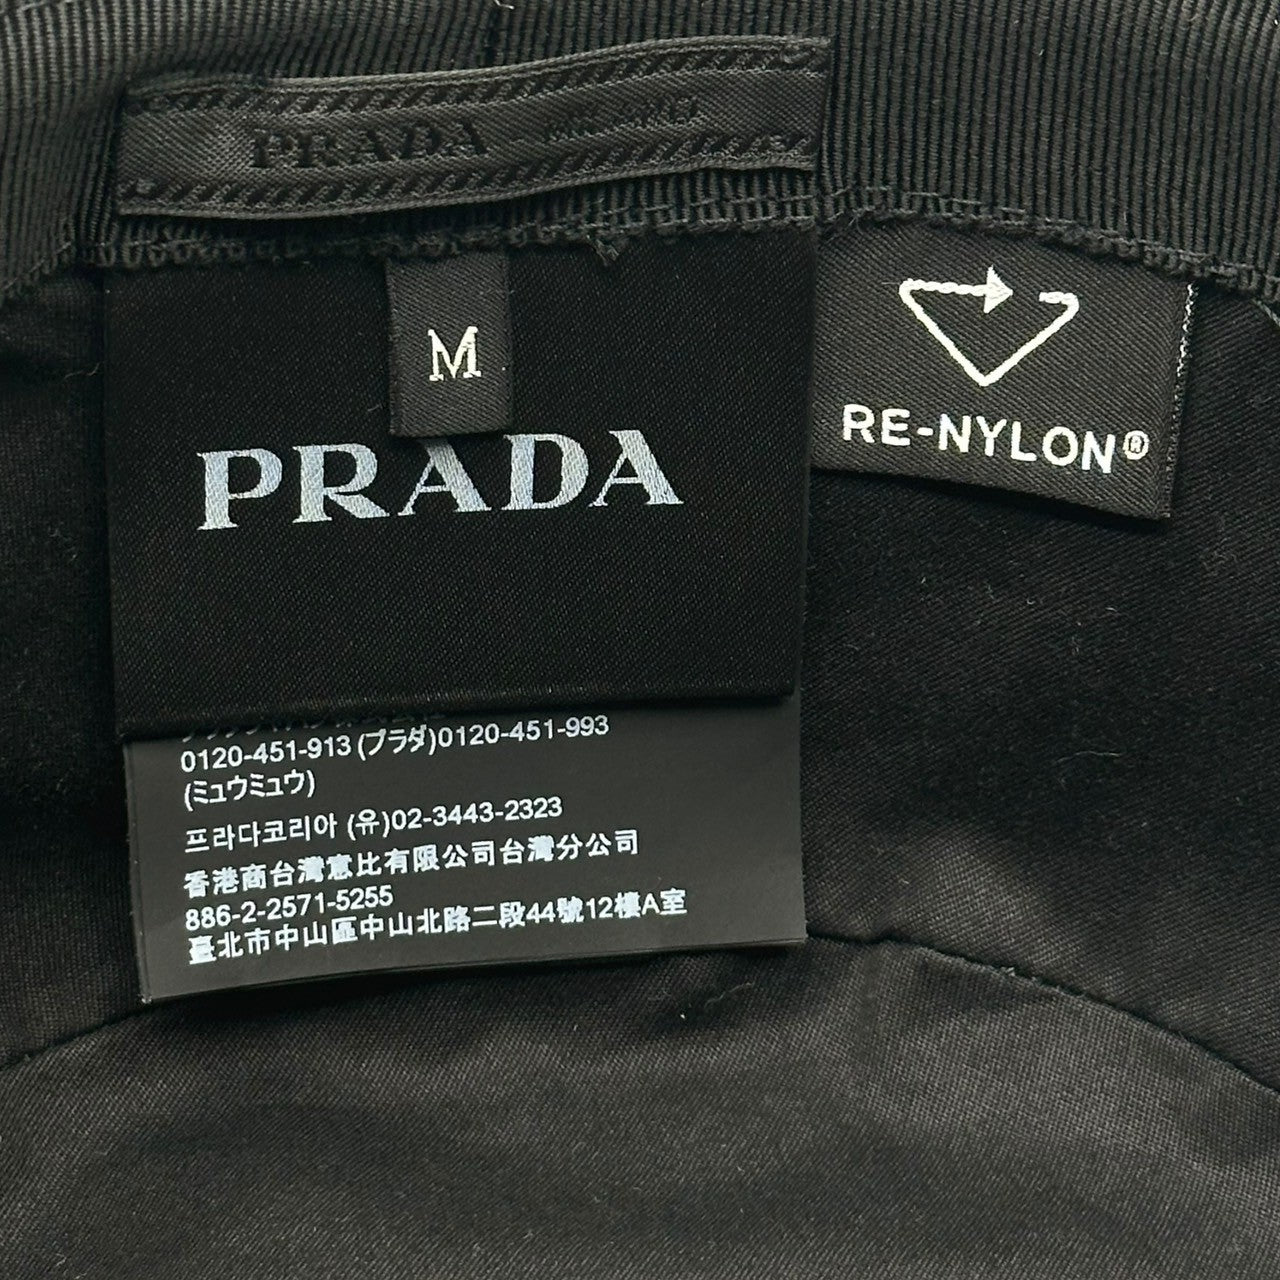 PRADA
M
PRADA
RE-NYLON®
0120-451-913 (プラダ)0120-451-993
(ミュウミュウ)
프라다코리아 (유)02-3443-2323
香港商台灣意比有限公司台灣分公司
886-2-2571-5255
臺北市中山區中山北路二段44號12樓A室